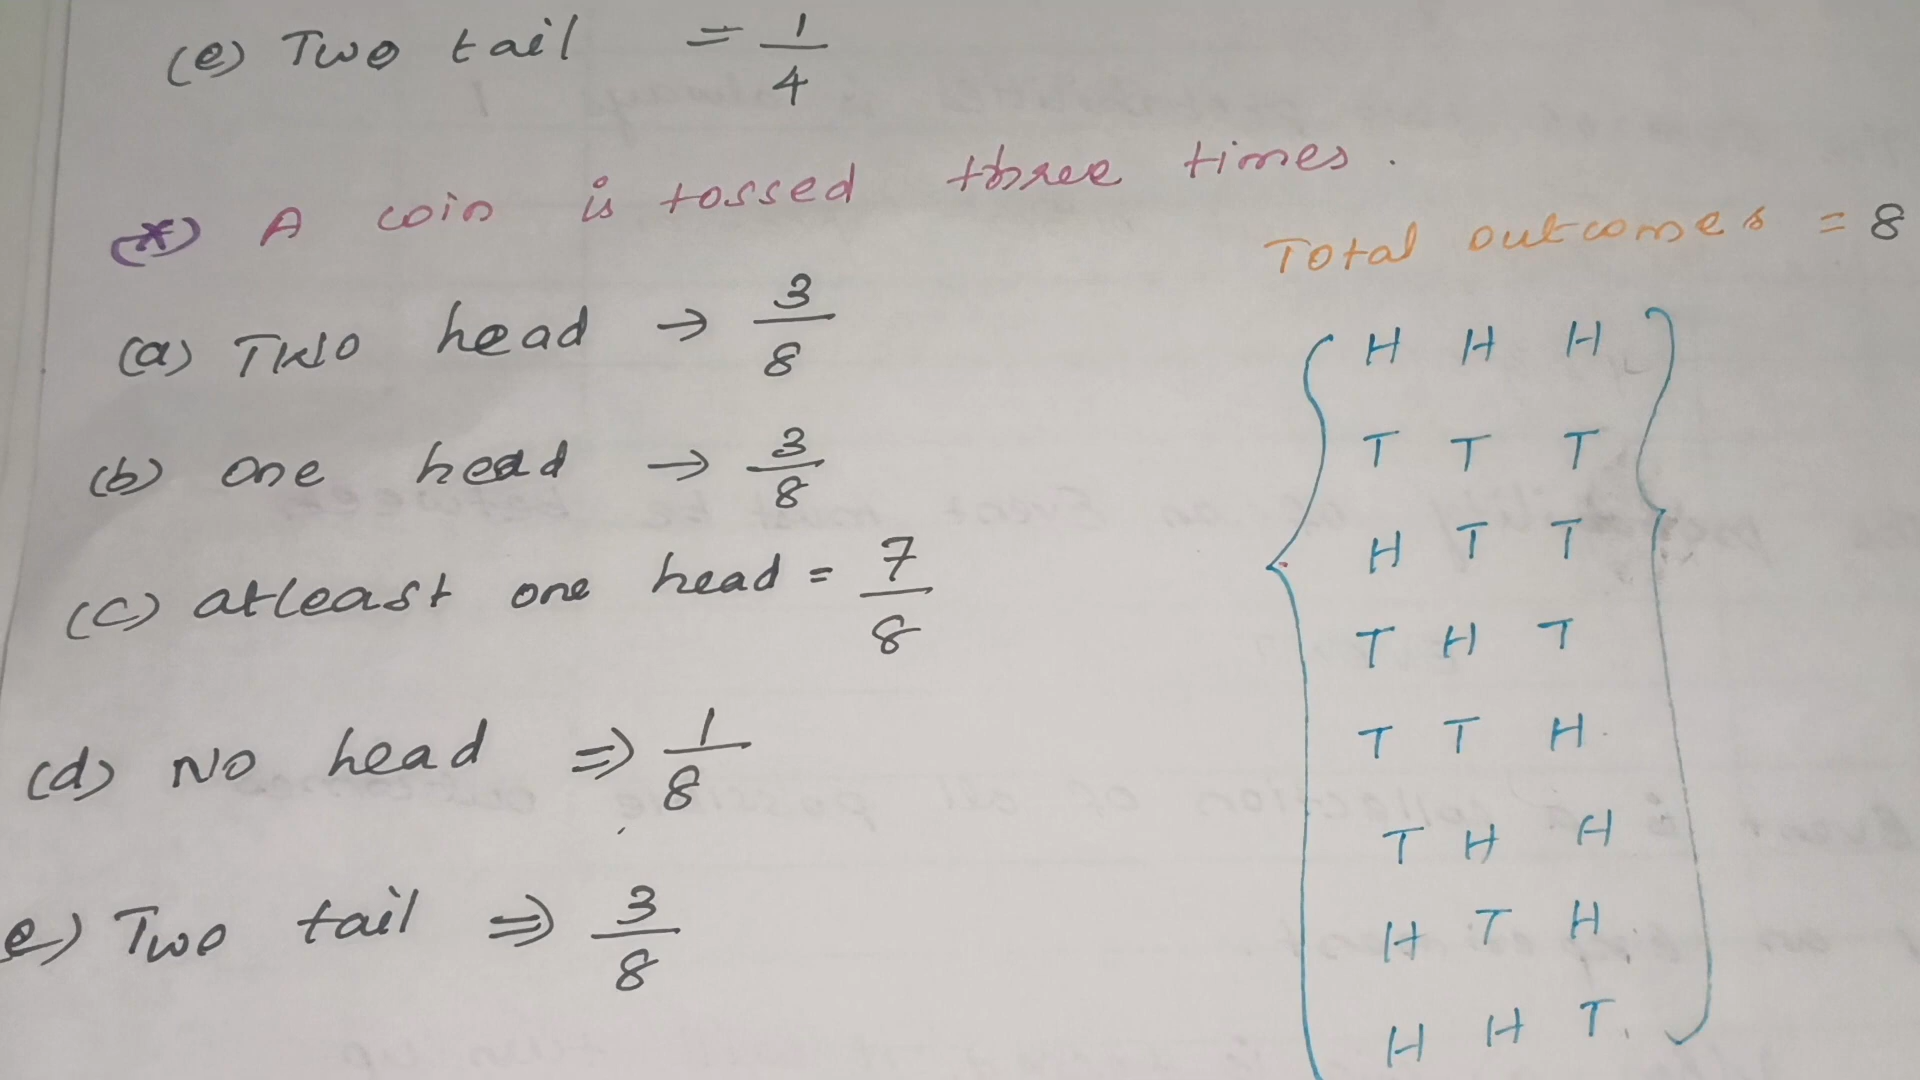 (e) Two tail = 1/4
(*) A coin is tossed three times.
Total outcomes = 8
(a) Two head → 3/8
(b) one head → 3/8
(c) atleast one head = 7/8
(d) No head ⇒ 1/8
e) Two tail ⇒ 3/8
{ H H H }
T T T
H T T
T H T
T T H.
T H H
H T H.
H H T.